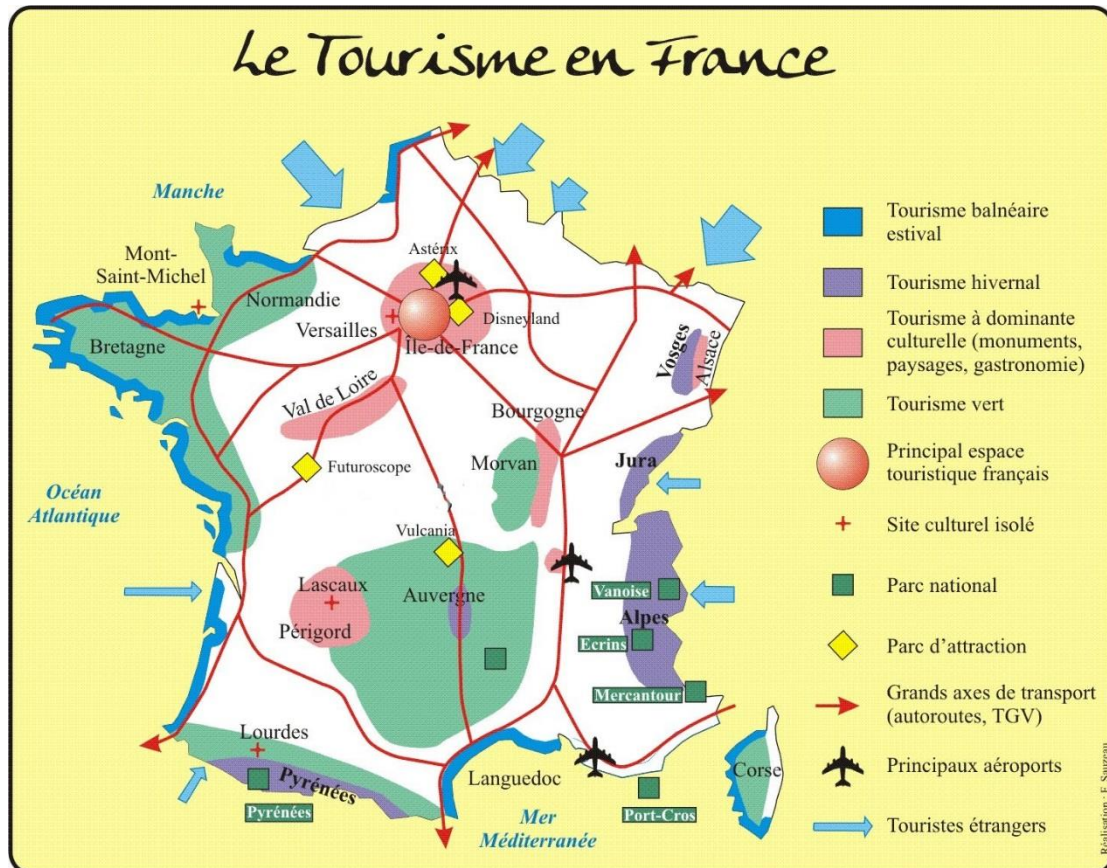 Le Tourisme en France
Manche
Mont-
Saint-Michel
Normandie
Bretagne
Astérix
Versailles
Disneyland
Île-de-France
Vosges
Alsace
Val de Loire
Bourgogne
Futuroscope
Morvan
Jura
Océan
Atlantique
Vulcania
Lascaux
Périgord
Auvergne
Vanoise
Alpes
Ecrins
Mercantour
Lourdes
Pyrénées
Pyrénées
Languedoc
Mer
Méditerranée
Port-Cros
Corse
Tourisme balnéaire
estival
Tourisme hivernal
Tourisme à dominante
culturelle (monuments,
paysages, gastronomie)
Tourisme vert
Principal espace
touristique français
Site culturel isolé
Parc national
Parc d'attraction
Grands axes de transport
(autoroutes, TGV)
Principaux aéroports
Touristes étrangers
Réalisation : F. Sauzeau